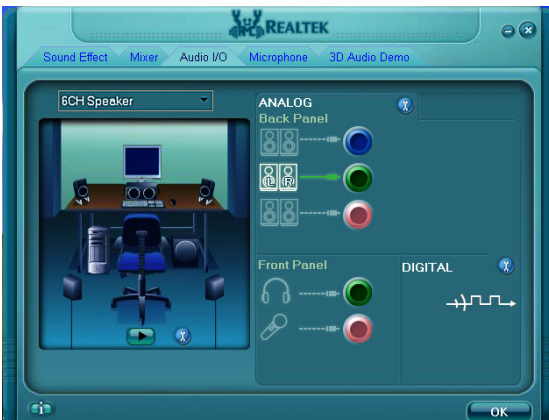 REALTEK
Sound Effect Mixer Audio I/O Microphone 3D Audio Demo
6CH Speaker
ANALOG
Back Panel
L R
Front Panel
DIGITAL
i
OK